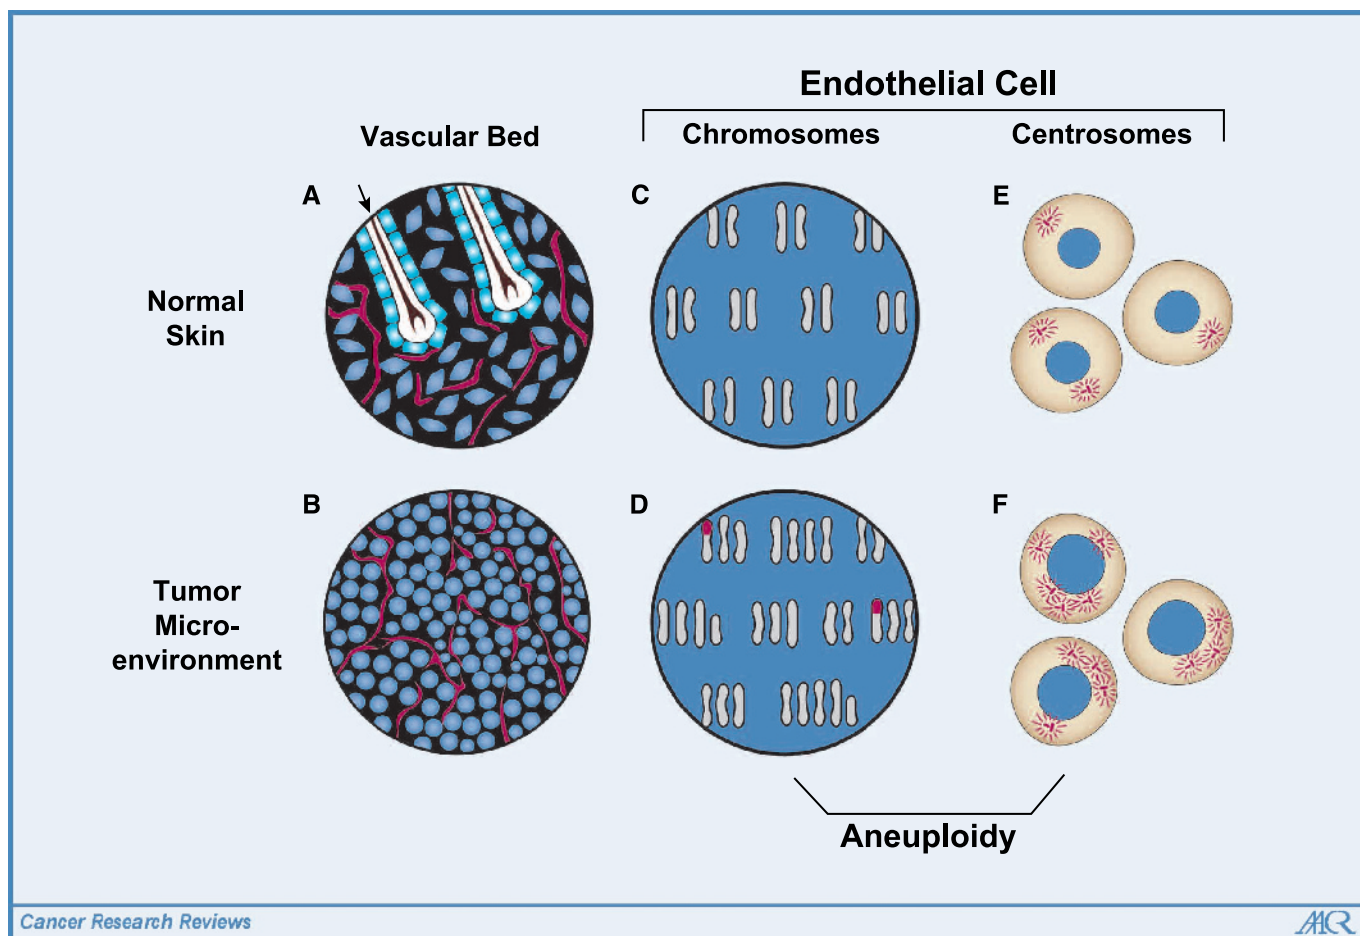 Endothelial Cell
Vascular Bed
Chromosomes
Centrosomes
A
C
E
Normal
Skin
B
D
F
Tumor
Micro-
environment
Aneuploidy
Cancer Research Reviews
AACR